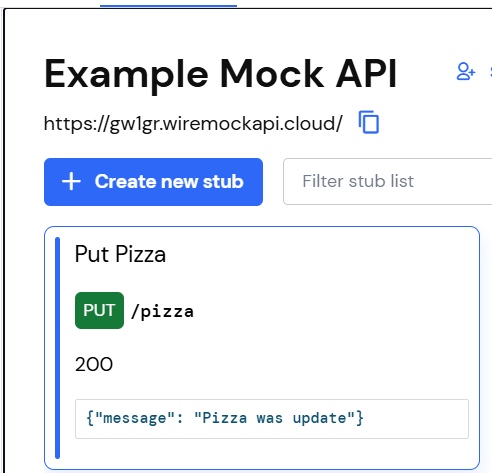 Example Mock API
https://gw1gr.wiremockapi.cloud/
Create new stub
Filter stub list
Put Pizza
PUT /pizza
200
{"message": "Pizza was update"}